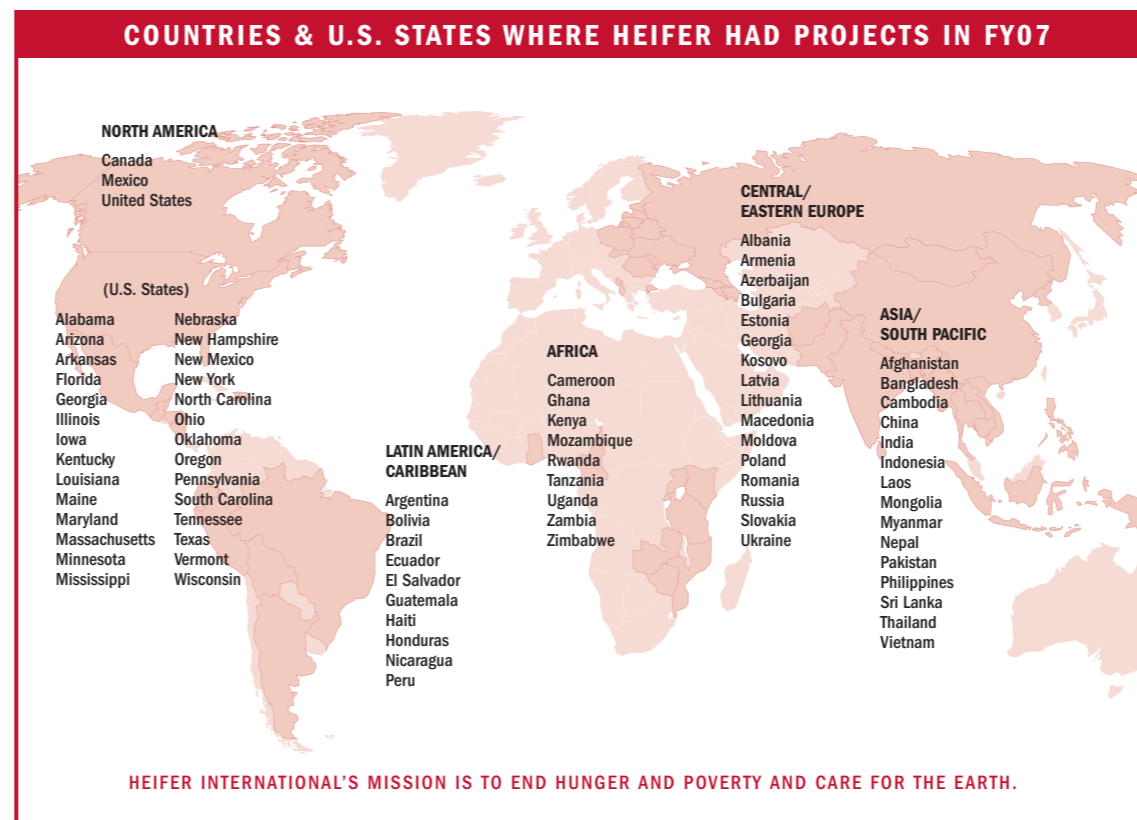 COUNTRIES & U.S. STATES WHERE HEIFER HAD PROJECTS IN FY07
NORTH AMERICA
Canada
Mexico
United States
(U.S. States)
Alabama
Arizona
Arkansas
Florida
Georgia
Illinois
Iowa
Kentucky
Louisiana
Maine
Maryland
Massachusetts
Minnesota
Mississippi
Nebraska
New Hampshire
New Mexico
New York
North Carolina
Ohio
Oklahoma
Oregon
Pennsylvania
South Carolina
Tennessee
Texas
Vermont
Wisconsin
LATIN AMERICA/
CARIBBEAN
Argentina
Bolivia
Brazil
Ecuador
El Salvador
Guatemala
Haiti
Honduras
Nicaragua
Peru
AFRICA
Cameroon
Ghana
Kenya
Mozambique
Rwanda
Tanzania
Uganda
Zambia
Zimbabwe
CENTRAL/
EASTERN EUROPE
Albania
Armenia
Azerbaijan
Bulgaria
Estonia
Georgia
Kosovo
Latvia
Lithuania
Macedonia
Moldova
Poland
Romania
Russia
Slovakia
Ukraine
ASIA/
SOUTH PACIFIC
Afghanistan
Bangladesh
Cambodia
China
India
Indonesia
Laos
Mongolia
Myanmar
Nepal
Pakistan
Philippines
Sri Lanka
Thailand
Vietnam
HEIFER INTERNATIONAL'S MISSION IS TO END HUNGER AND POVERTY AND CARE FOR THE EARTH.